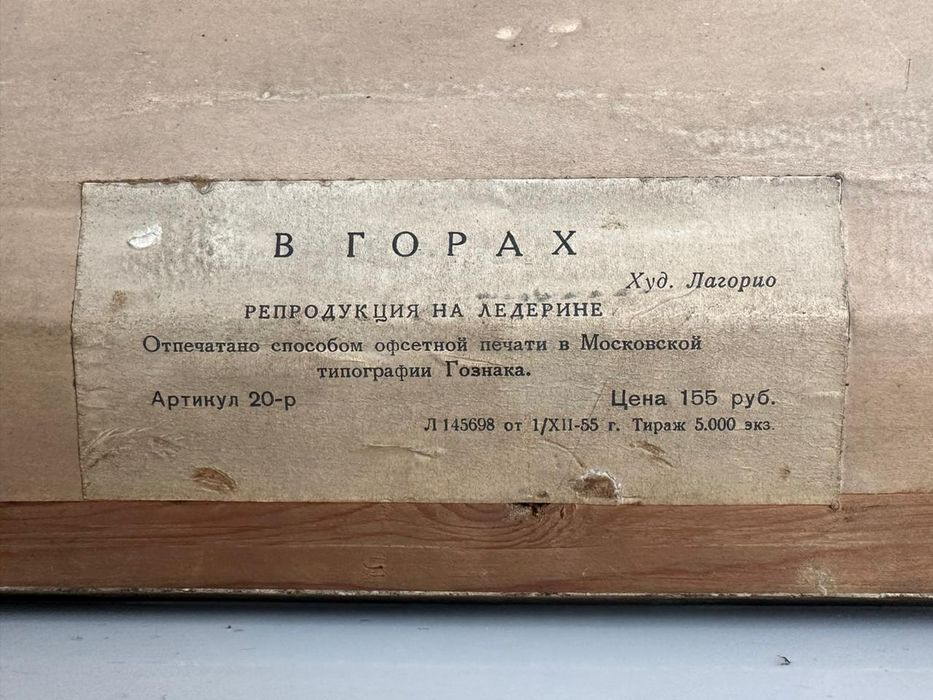 В ГОРАХ
Худ. Лагорио
РЕПРОДУКЦИЯ НА ЛЕДЕРИНЕ
Отпечатано способом офсетной печати в Московской
типографии Гознака.
Артикул 20-р Цена 155 руб.
Л 145698 от 1/XII-55 г. Тираж 5.000 экз.